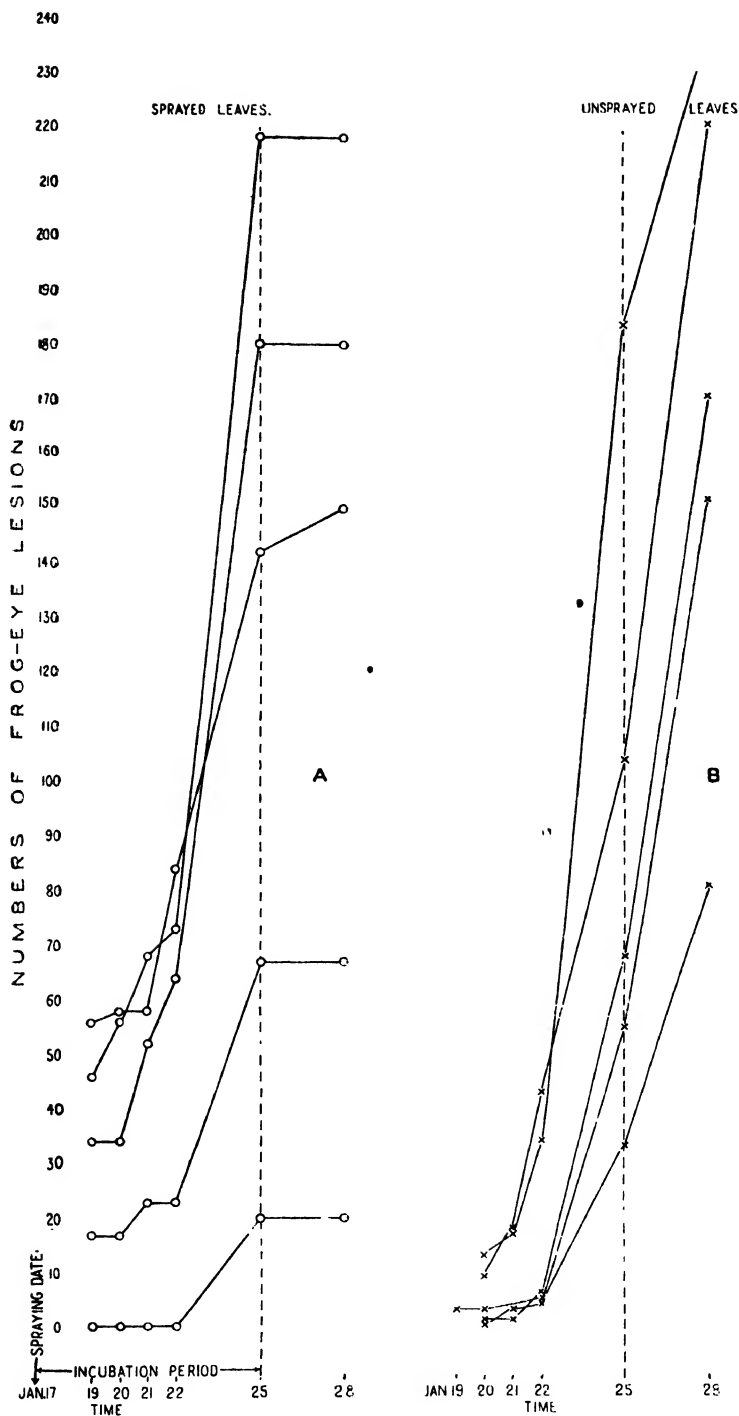 240
230
SPRAYED LEAVES.
UNSPRAYED LEAVES
220
210
200
190
180
170
160
150
140
130
120
110
100
90
80
70
60
50
40
30
20
10
0
NUMBERS OF FROG-EYE LESIONS
A
B
SPRAYING DATE.
INCUBATION PERIOD
JAN.17 19 20 21 22 25 28
TIME
JAN 19 20 21 22 25 28
TIME